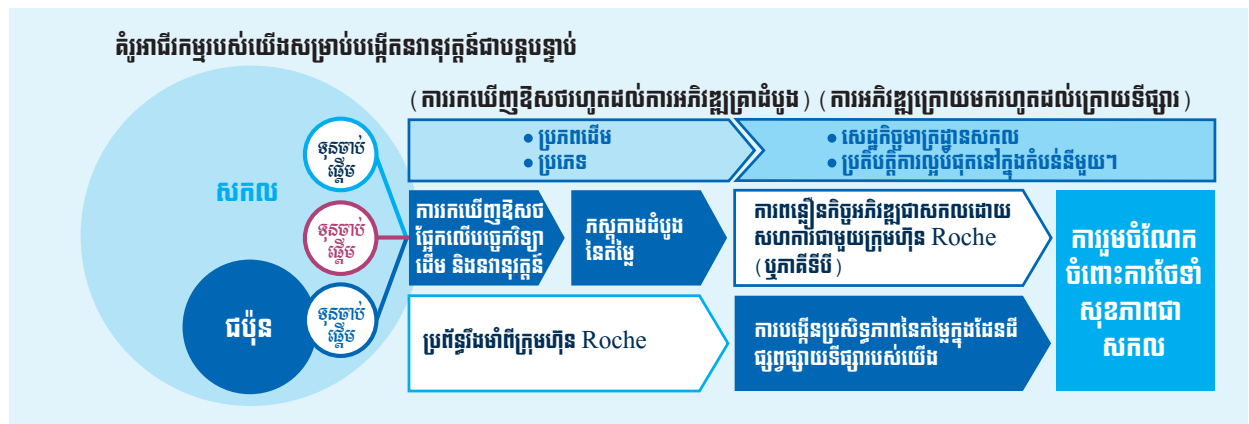 គំរូអាជីវកម្មរបស់យើងសម្រាប់បង្កើតនវានុវត្តន៍ជាបន្តបន្ទាប់
(ការរកឃើញឱសថរហូតដល់ការអភិវឌ្ឍគ្រាដំបូង) (ការអភិវឌ្ឍក្រោយមករហូតដល់ក្រោយទីផ្សារ)
• ប្រភពដើម
• ប្រភេទ
• សេដ្ឋកិច្ចមាត្រដ្ឋានសកល
• ប្រតិបត្តិការល្អបំផុតនៅក្នុងតំបន់នីមួយៗ
សកល
ជប៉ុន
ទុនចាប់
ផ្តើម
ទុនចាប់
ផ្តើម
ទុនចាប់
ផ្តើម
ការរកឃើញឱសថ
ផ្អែកលើបច្ចេកវិទ្យា
ដើម និងនវានុវត្តន៍
ភស្តុតាងដំបូង
នៃតម្លៃ
ការពន្លឿនកិច្ចអភិវឌ្ឍជាសកលដោយ
សហការជាមួយក្រុមហ៊ុន Roche
(ឬភាគីទីបី)
ប្រព័ន្ធរឹងមាំពីក្រុមហ៊ុន Roche
ការបង្កើនប្រសិទ្ធភាពនៃតម្លៃក្នុងដែនដី
ផ្សព្វផ្សាយទីផ្សាររបស់យើង
ការរួមចំណែក
ចំពោះការថែទាំ
សុខភាពជា
សកល